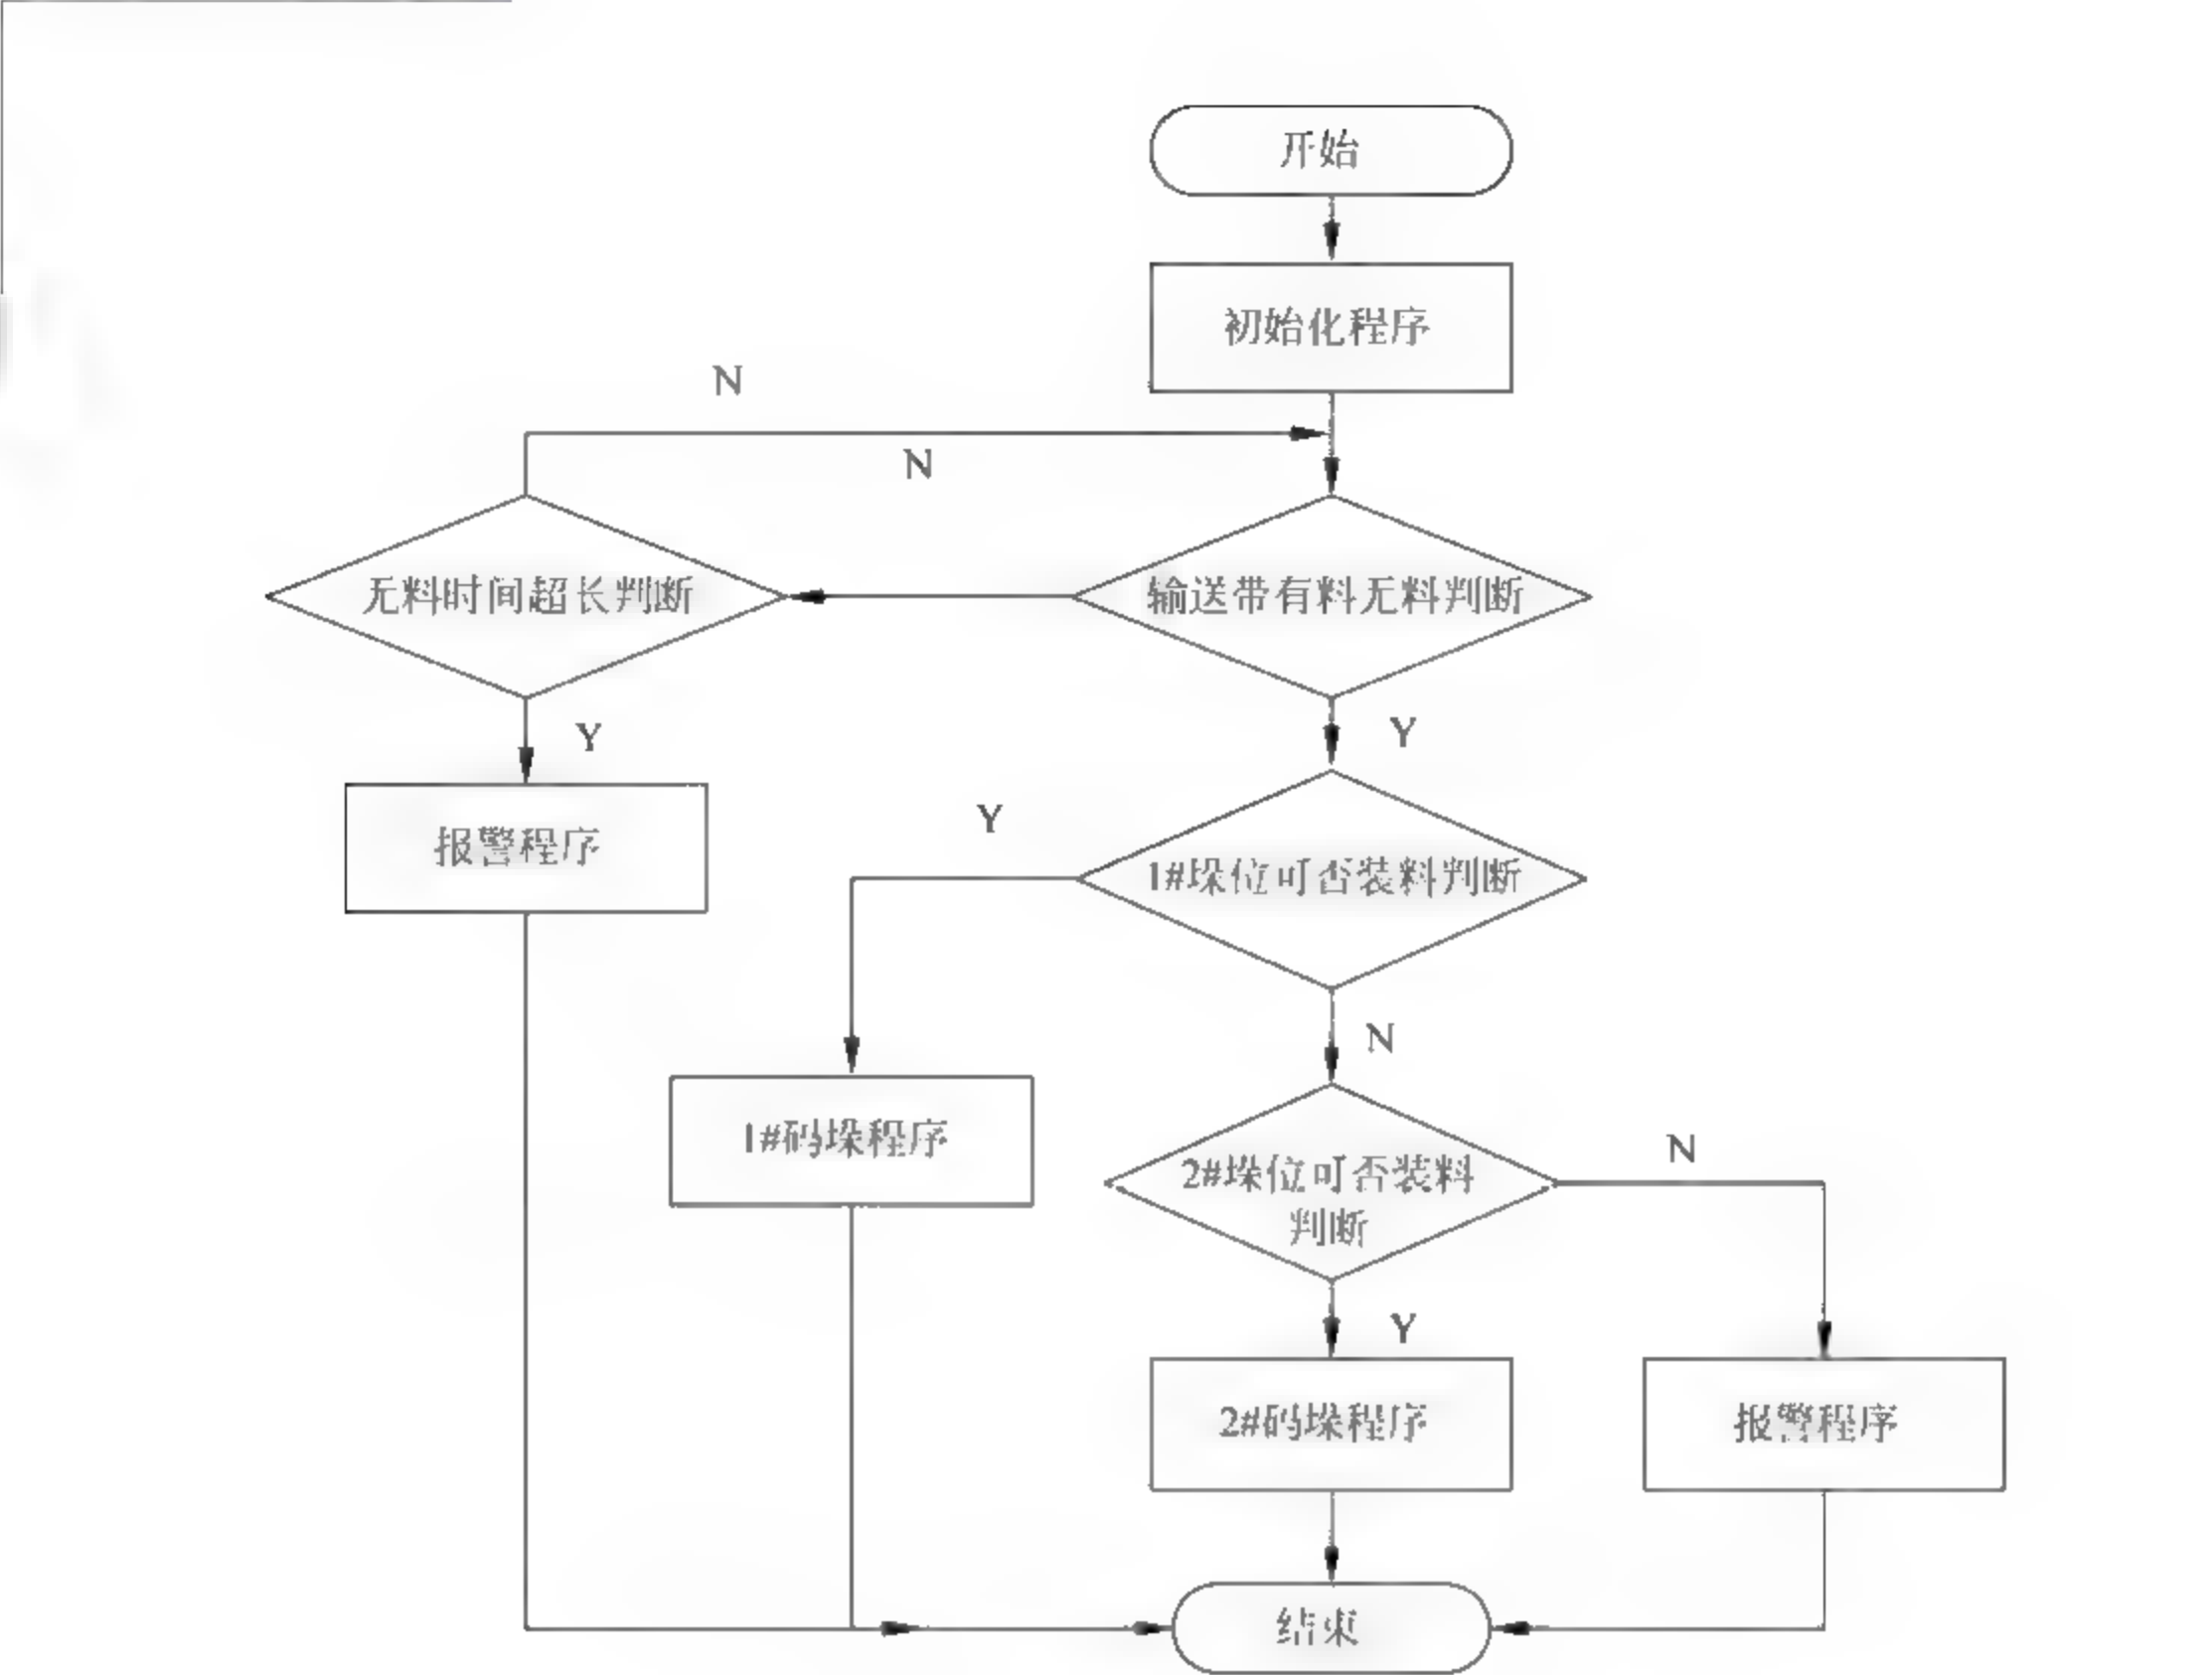 开始
初始化程序
N
N
无料时间超长判断
输送带有料无料判断
Y
Y
报警程序
Y
1#垛位可否装料判断
N
1#码垛程序
2#垛位可否装料
判断
N
Y
2#码垛程序
报警程序
结束